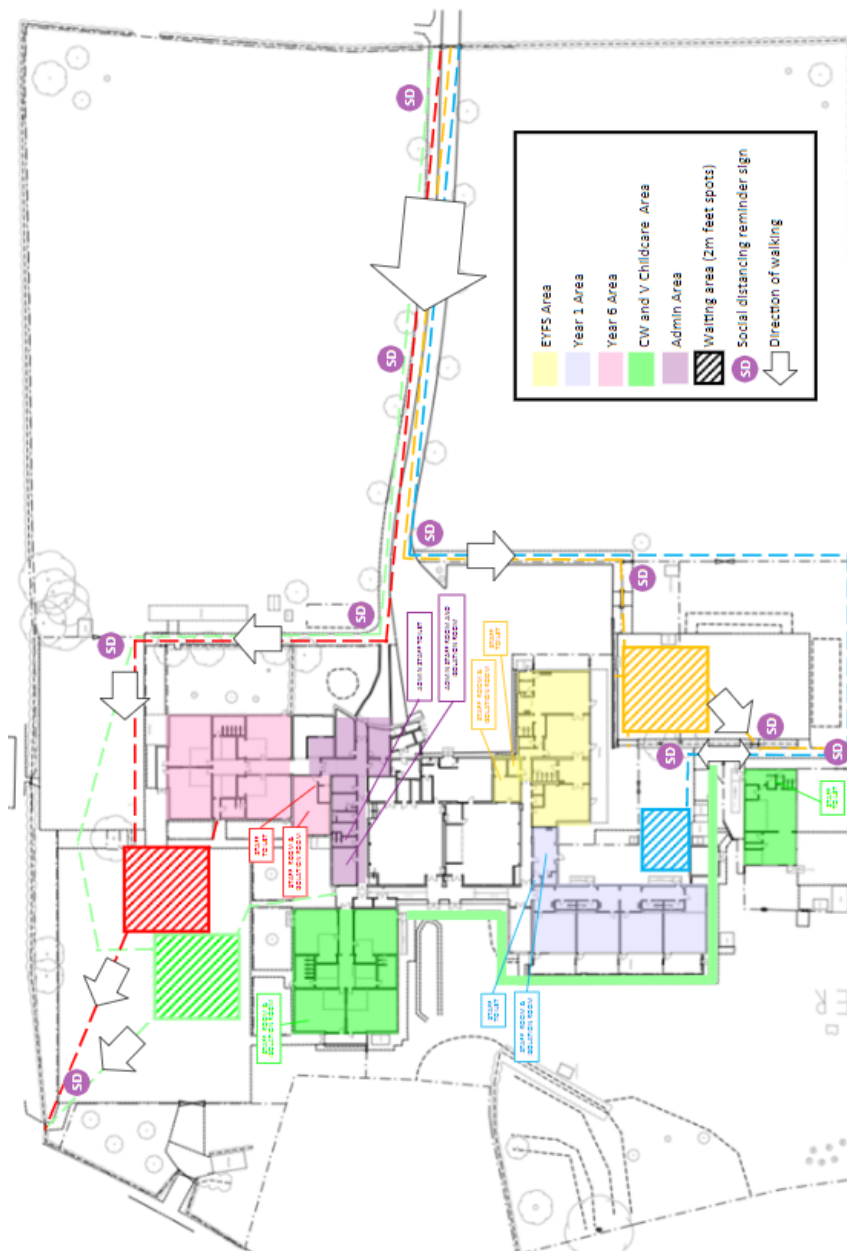 EYFS Area
Year 1 Area
Year 6 Area
CW and V Childcare Area
Admin Area
Waiting area (2m feet spots)
SD
Social distancing reminder sign
Direction of walking
SD
SD
SD
SD
SD
SD
SD
SD
SD
SD
ADMIN STAFF TOILET
ADMIN STAFF ROOM AND
ISOLATION ROOM
STAFF ROOM &
ISOLATION ROOM
STAFF
TOILET
STAFF
TOILET
STAFF ROOM &
ISOLATION ROOM
STAFF ROOM &
ISOLATION ROOM
STAFF
TOILET
STAFF ROOM &
ISOLATION ROOM
STAFF
TOILET